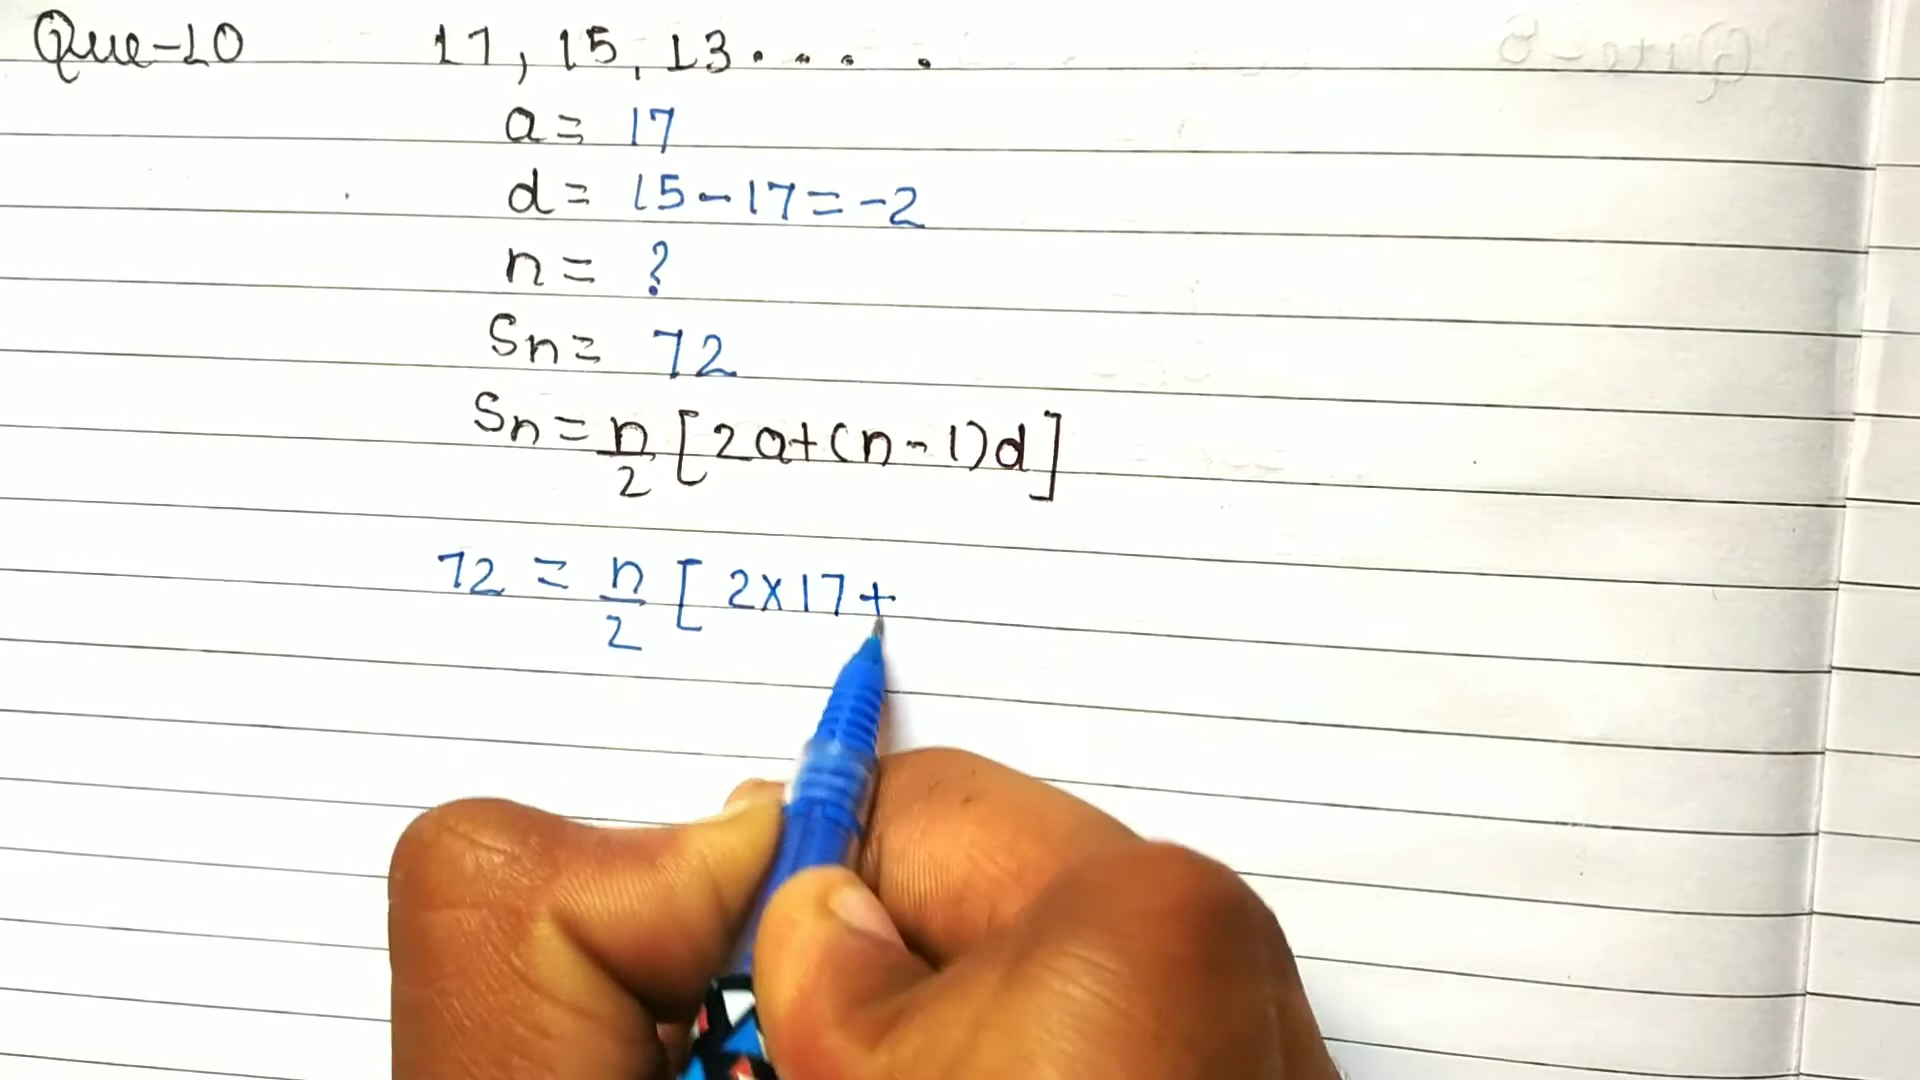 Que-10 17, 15, 13.....
a = 17
d = 15-17=-2
n = ?
Sn = 72
Sn = n/2 [2a+(n-1)d]
72 = n/2 [2x17+